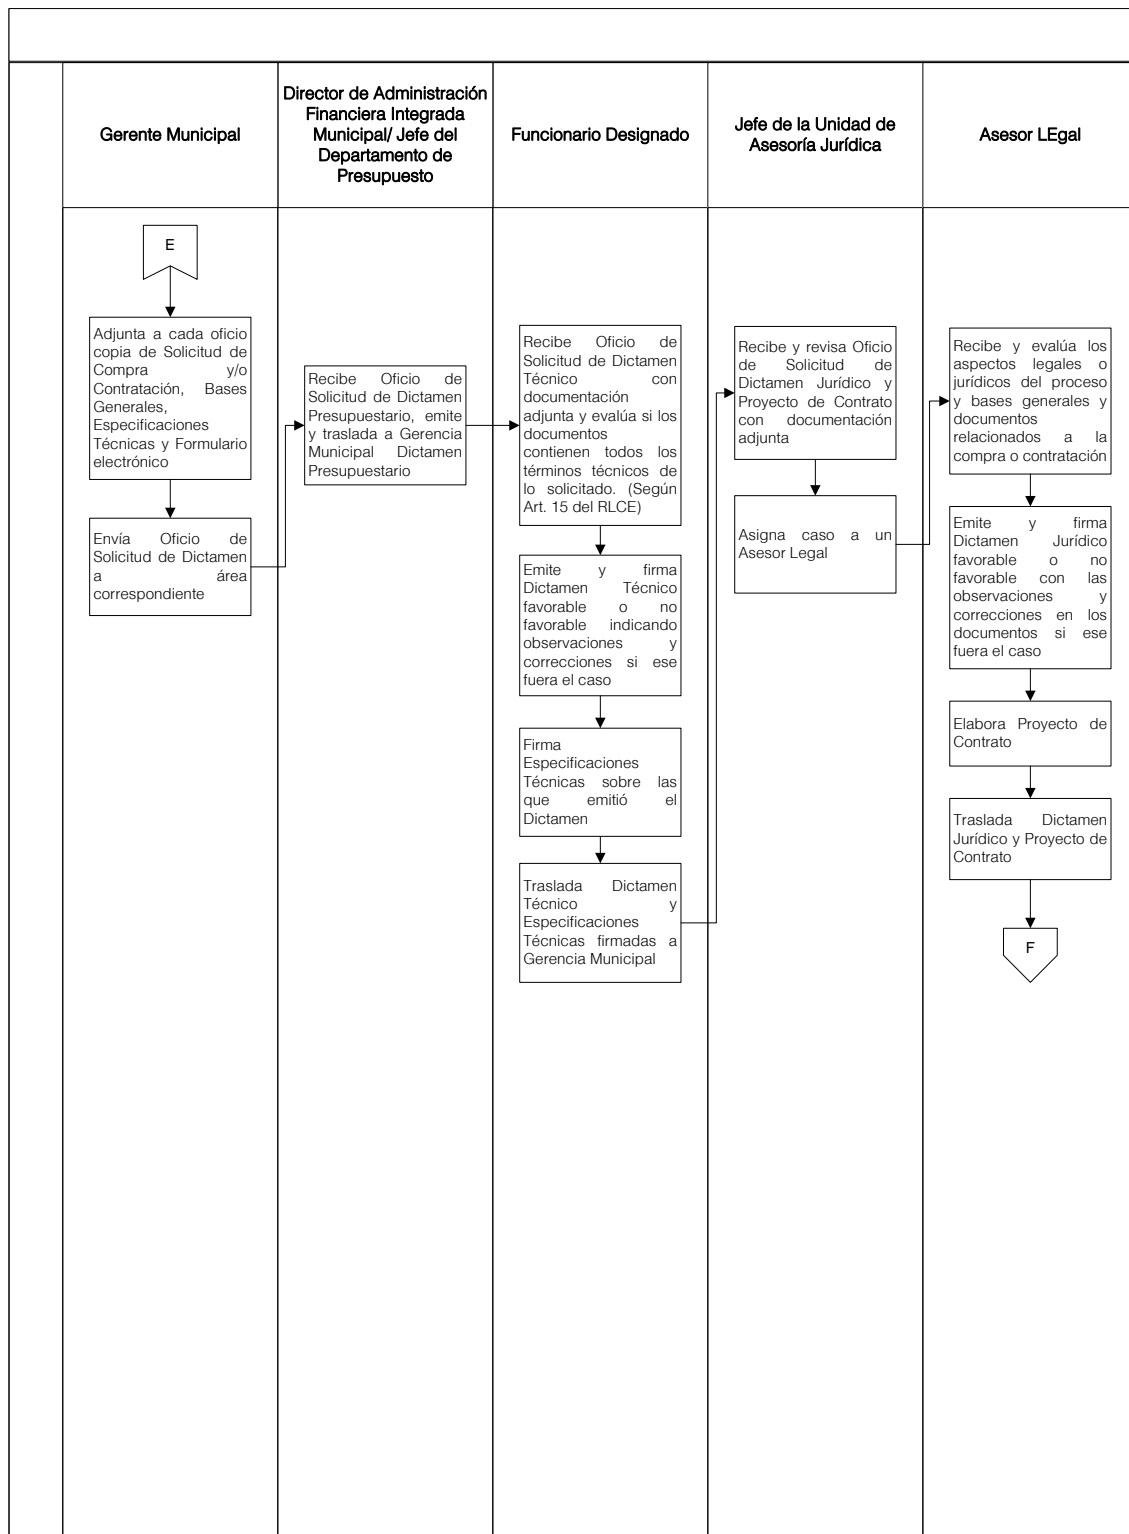 Gerente Municipal
Director de Administración
Financiera Integrada
Municipal/ Jefe del
Departamento de
Presupuesto
Funcionario Designado
Jefe de la Unidad de
Asesoría Jurídica
Asesor LEgal
E
Adjunta a cada oficio
copia de Solicitud de
Compra y/o
Contratación, Bases
Generales,
Especificaciones
Técnicas y Formulario
electrónico
Envía Oficio de
Solicitud de Dictamen
a área
correspondiente
Recibe Oficio de
Solicitud de Dictamen
Presupuestario, emite
y traslada a Gerencia
Municipal Dictamen
Presupuestario
Recibe Oficio de
Solicitud de Dictamen
Técnico con
documentación
adjunta y evalúa si los
documentos
contienen todos los
términos técnicos de
lo solicitado. (Según
Art. 15 del RLCE)
Emite y firma
Dictamen Técnico
favorable o no
favorable indicando
observaciones y
correcciones si ese
fuera el caso
Firma
Especificaciones
Técnicas sobre las
que emitió el
Dictamen
Traslada Dictamen
Técnico y
Especificaciones
Técnicas firmadas a
Gerencia Municipal
Recibe y revisa Oficio
de Solicitud de
Dictamen Jurídico y
Proyecto de Contrato
con documentación
adjunta
Asigna caso a un
Asesor Legal
Recibe y evalúa los
aspectos legales o
jurídicos del proceso
y bases generales y
documentos
relacionados a la
compra o contratación
Emite y firma
Dictamen Jurídico
favorable o no
favorable con las
observaciones y
correcciones en los
documentos si ese
fuera el caso
Elabora Proyecto de
Contrato
Traslada Dictamen
Jurídico y Proyecto de
Contrato
F